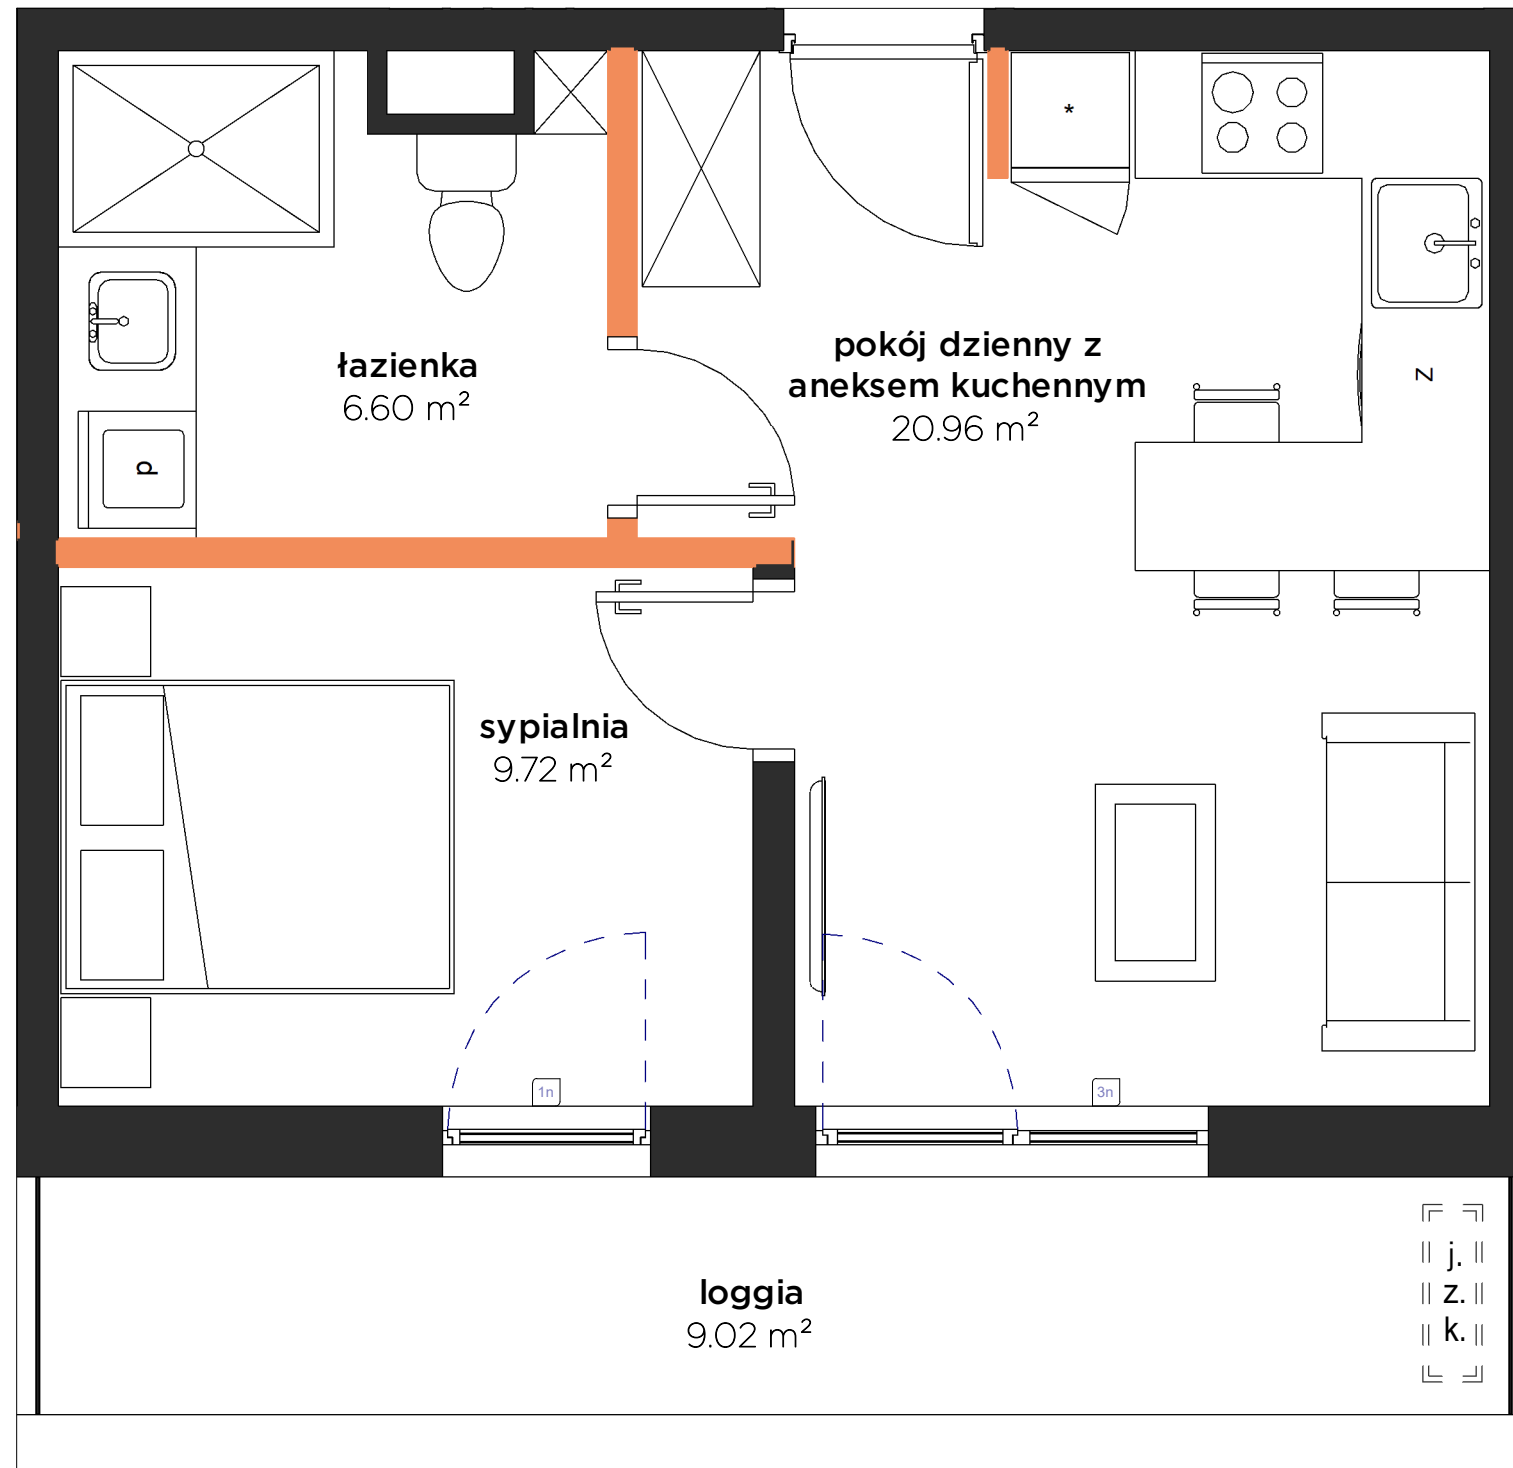 *
łazienka
6.60 m²
pokój dzienny z
aneksem kuchennym
20.96 m²
z
p
sypialnia
9.72 m²
1n
3n
loggia
9.02 m²
j.
z.
k.